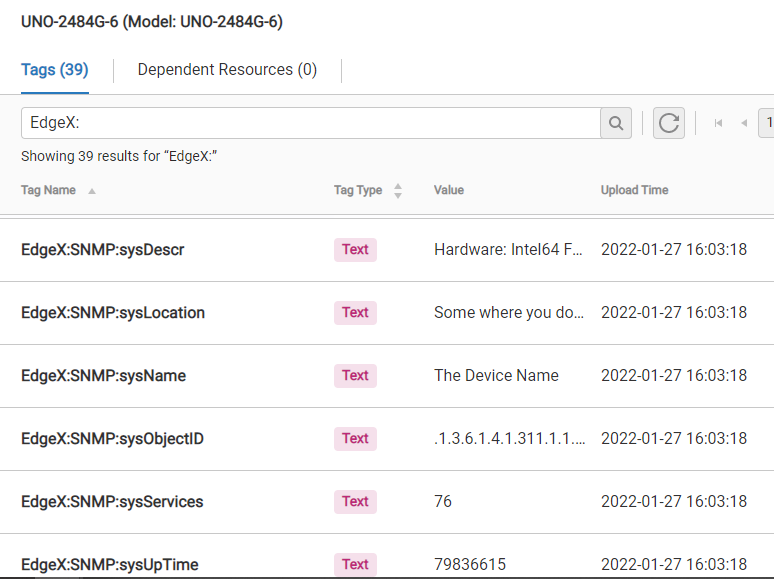 UNO-2484G-6 (Model: UNO-2484G-6)
Tags (39) Dependent Resources (0)
EdgeX:
1
Showing 39 results for “EdgeX:”
Tag Name Tag Type Value Upload Time
EdgeX:SNMP:sysDescr Text Hardware: Intel64 F... 2022-01-27 16:03:18
EdgeX:SNMP:sysLocation Text Some where you do... 2022-01-27 16:03:18
EdgeX:SNMP:sysName Text The Device Name 2022-01-27 16:03:18
EdgeX:SNMP:sysObjectID Text .1.3.6.1.4.1.311.1.1.... 2022-01-27 16:03:18
EdgeX:SNMP:sysServices Text 76 2022-01-27 16:03:18
EdgeX:SNMP:sysUpTime Text 79836615 2022-01-27 16:03:18